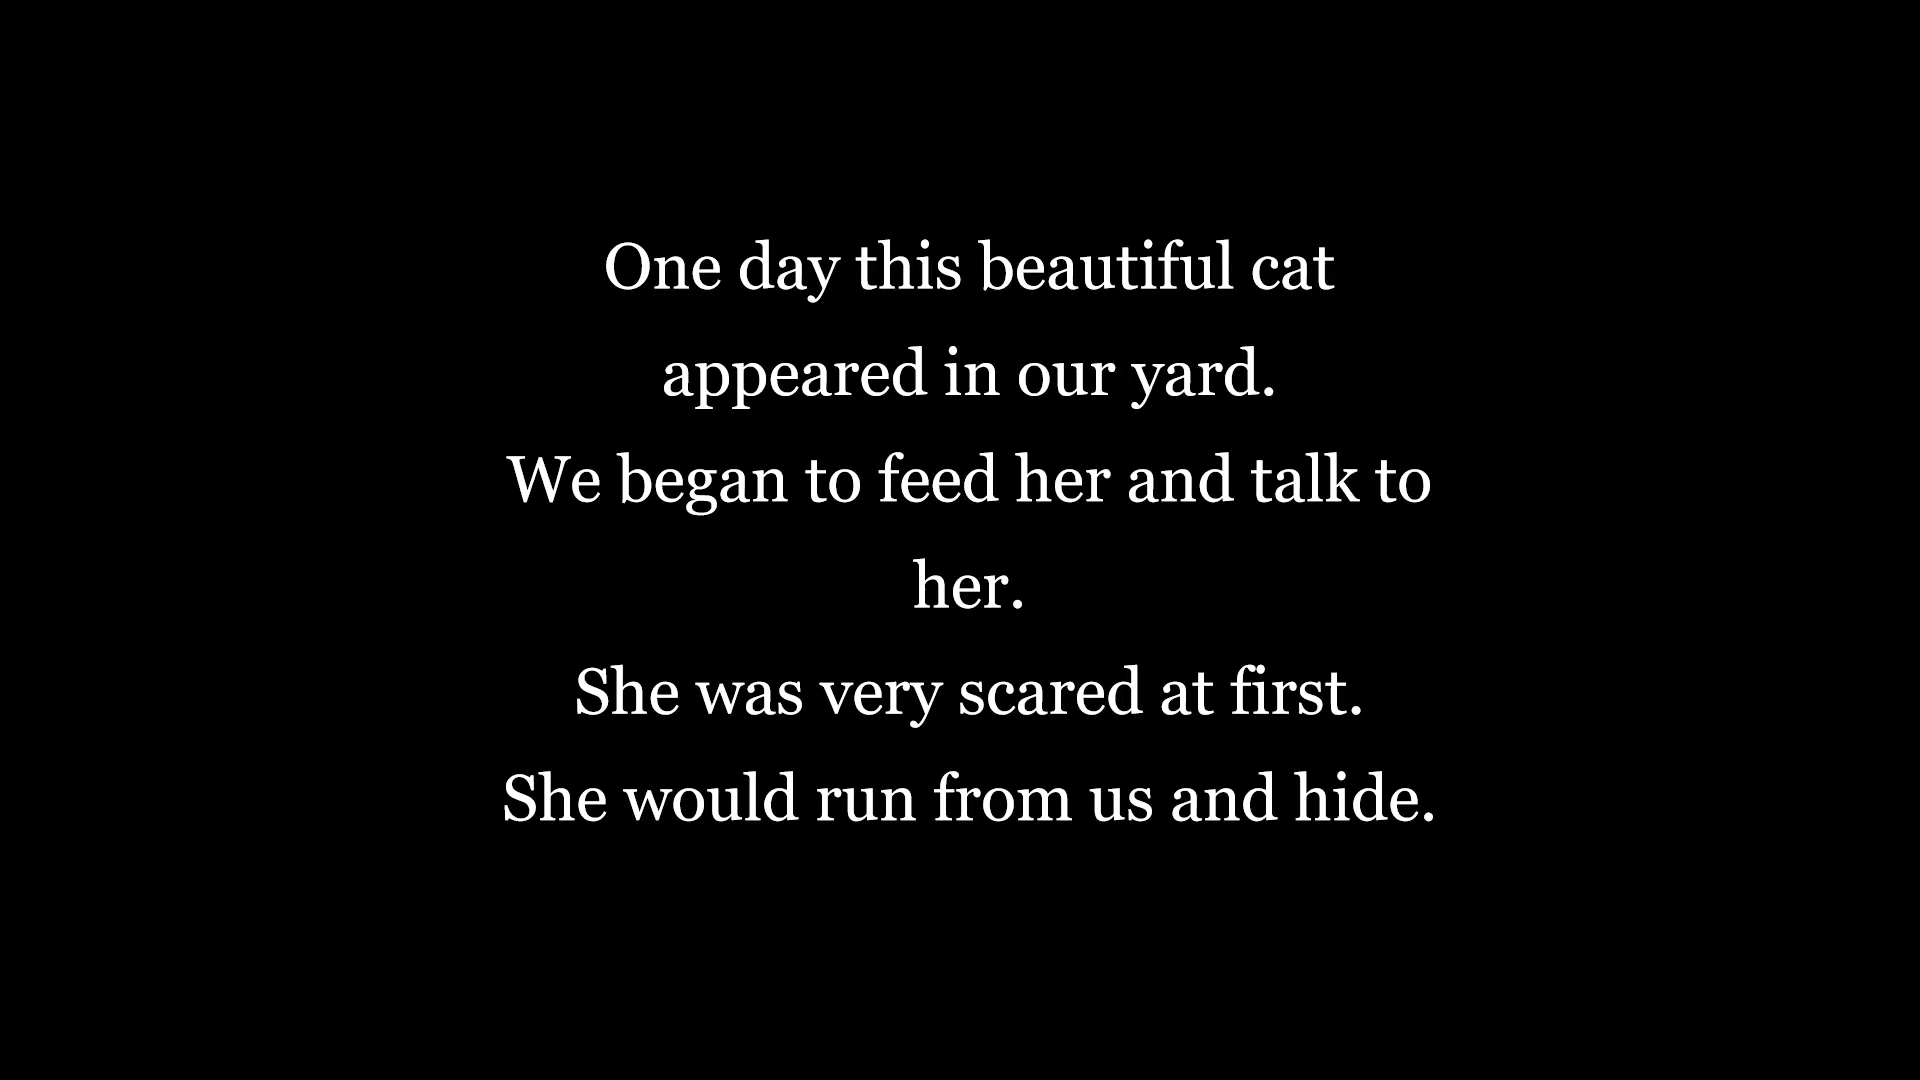 One day this beautiful cat
appeared in our yard.
We began to feed her and talk to
her.
She was very scared at first.
She would run from us and hide.